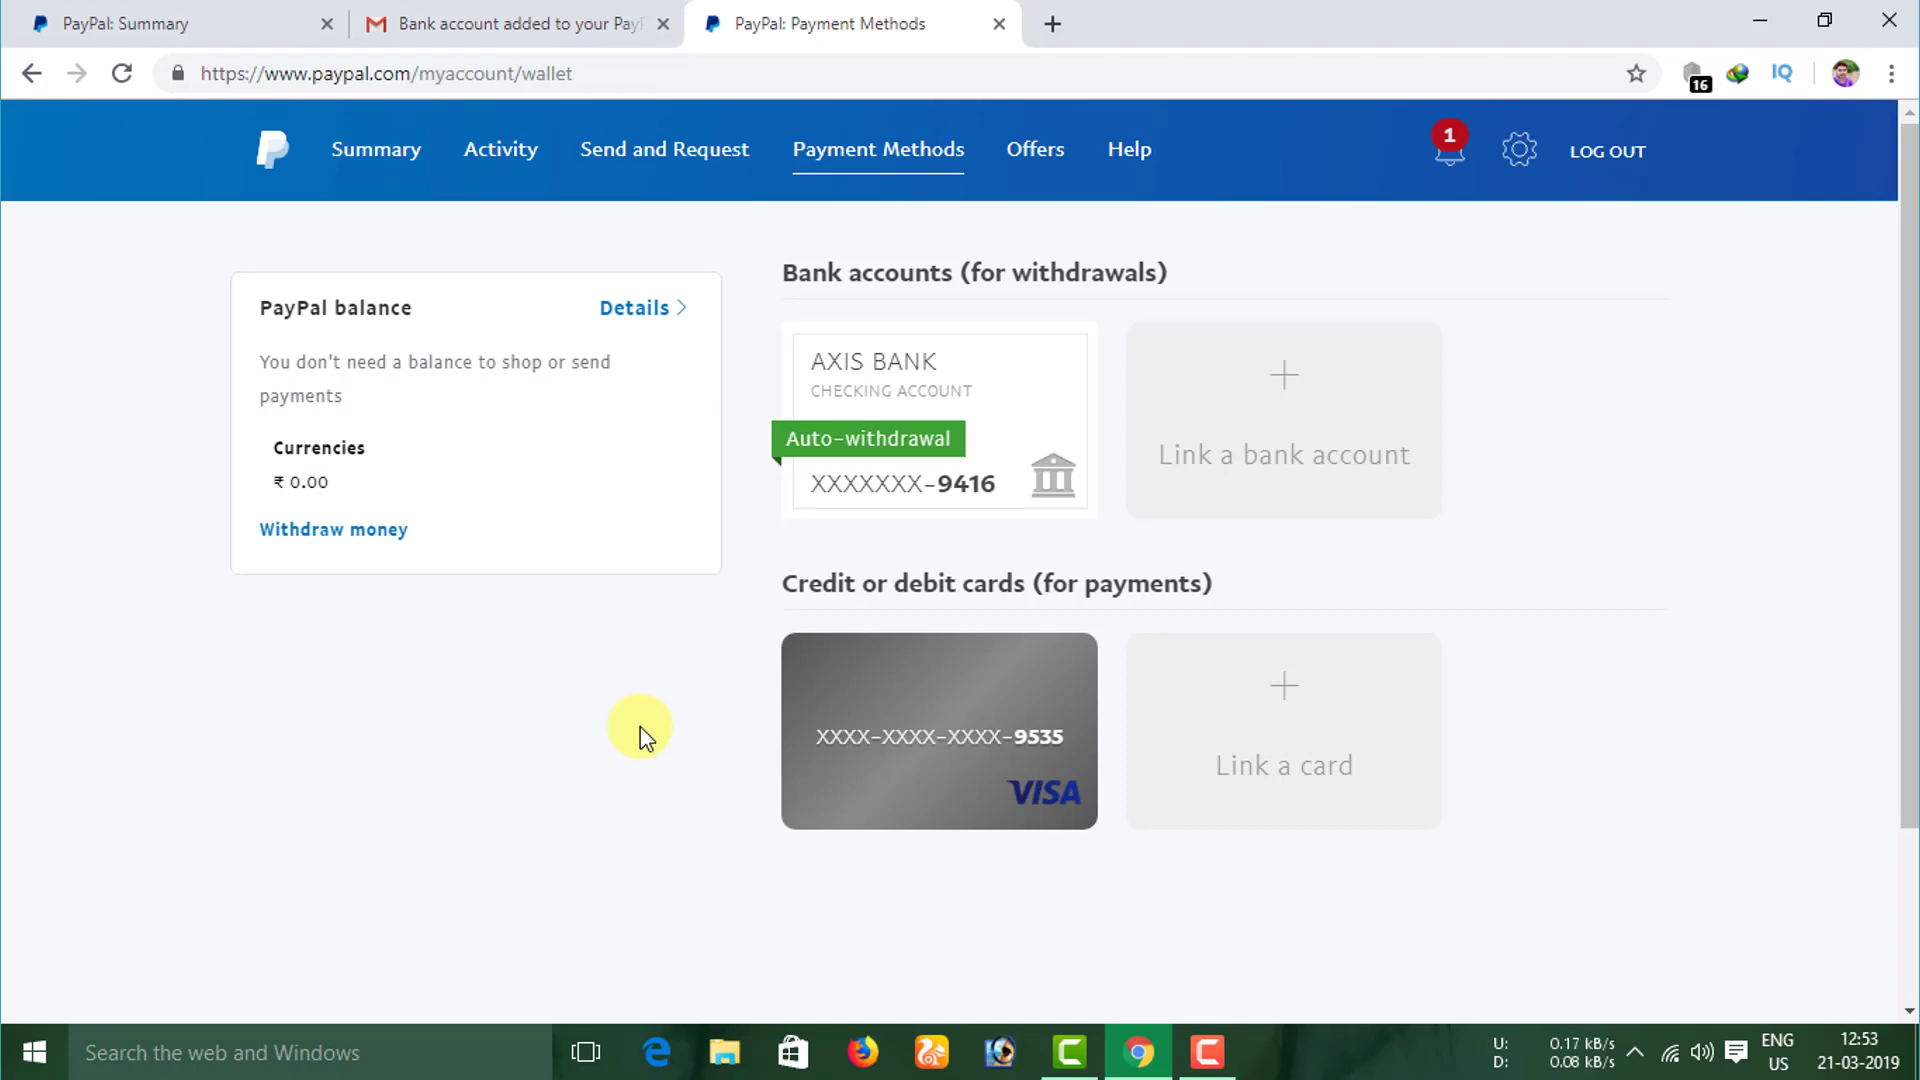 PayPal: Summary
Bank account added to your Pay
PayPal: Payment Methods
https://www.paypal.com/myaccount/wallet
16
IQ
Summary
Activity
Send and Request
Payment Methods
Offers
Help
1
LOG OUT
PayPal balance
Details
You don't need a balance to shop or send
payments
Currencies
₹ 0.00
Withdraw money
Bank accounts (for withdrawals)
AXIS BANK
CHECKING ACCOUNT
Auto-withdrawal
XXXXXXX-9416
Link a bank account
Credit or debit cards (for payments)
XXXX-XXXX-XXXX-9535
VISA
Link a card
Search the web and Windows
U: 0.17 kB/s
D: 0.08 kB/s
ENG
US
12:53
21-03-2019